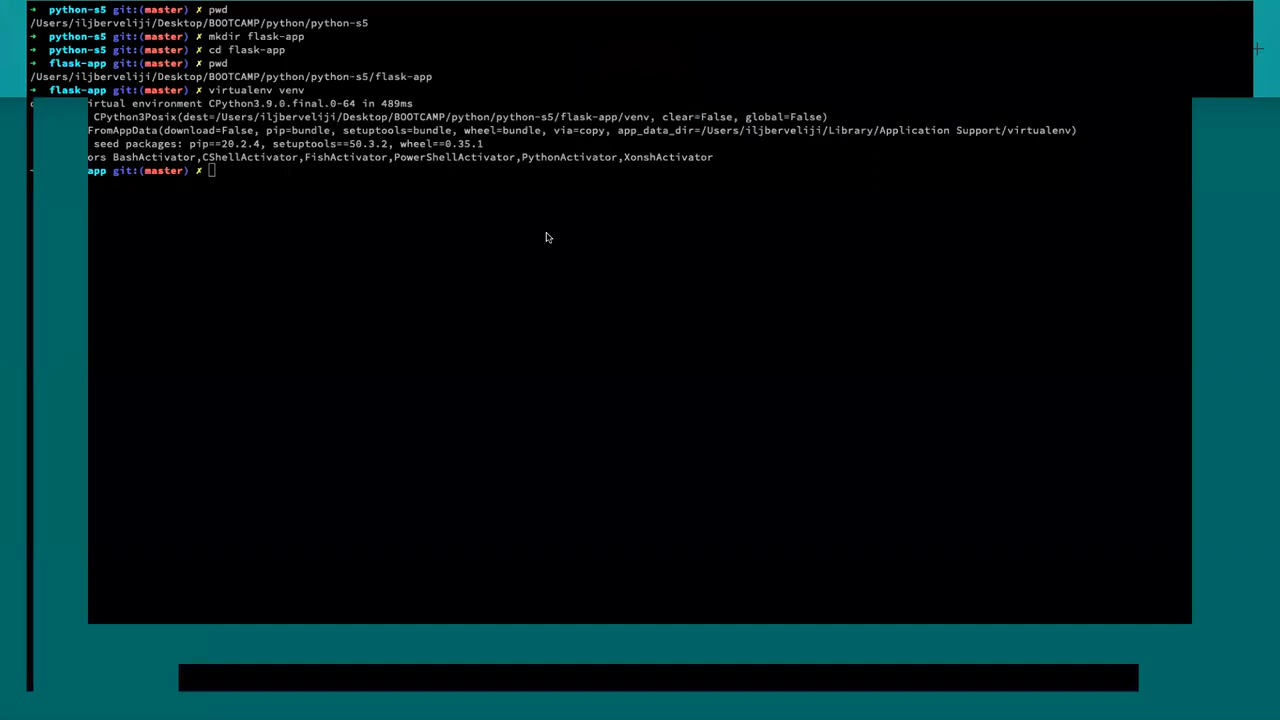 ➜ python-s5 git:(master) ✗ pwd
/Users/iljberveliji/Desktop/BOOTCAMP/python/python-s5
➜ python-s5 git:(master) ✗ mkdir flask-app
➜ python-s5 git:(master) ✗ cd flask-app
➜ flask-app git:(master) ✗ pwd
/Users/iljberveliji/Desktop/BOOTCAMP/python/python-s5/flask-app
➜ flask-app git:(master) ✗ virtualenv venv
irtual environment CPython3.9.0.final.0-64 in 489ms
CPython3Posix(dest=/Users/iljberveliji/Desktop/BOOTCAMP/python/python-s5/flask-app/venv, clear=False, global=False)
FromAppData(download=False, pip=bundle, setuptools=bundle, wheel=bundle, via=copy, app_data_dir=/Users/iljberveliji/Library/Application Support/virtualenv)
seed packages: pip==20.2.4, setuptools==50.3.2, wheel==0.35.1
ors BashActivator,CShellActivator,FishActivator,PowerShellActivator,PythonActivator,XonshActivator
app git:(master) ✗